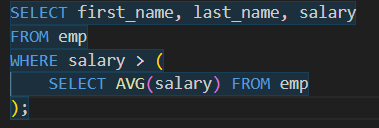 SELECT first_name, last_name, salary
FROM emp
WHERE salary > (
    SELECT AVG(salary) FROM emp
);